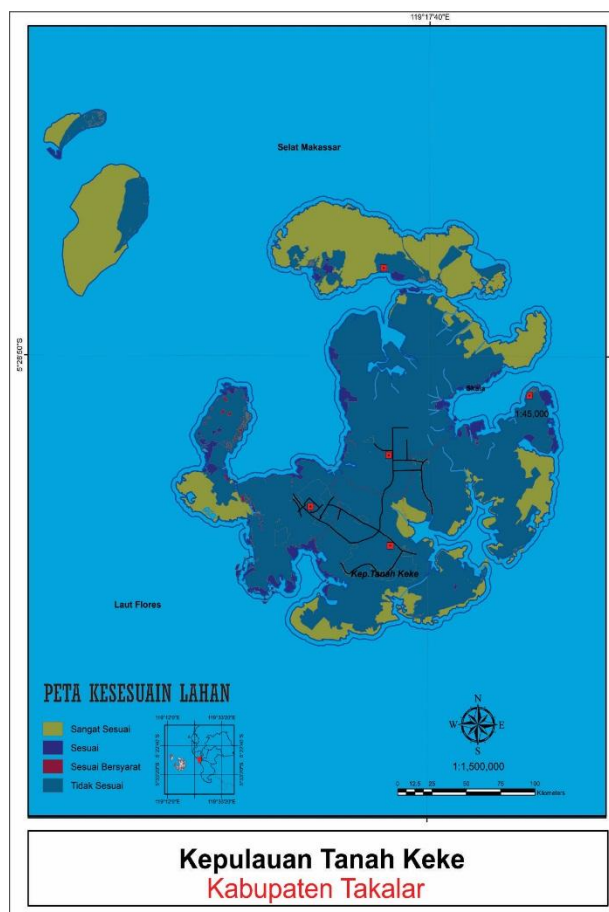 119°17'40"E
Selat Makassar
5°28'50"S
Skala
1:45,000
Kep.Tanah Keke
Laut Flores
PETA KESESUAIN LAHAN
Sangat Sesuai
Sesuai
Sesuai Bersyarat
Tidak Sesuai
N
W
E
S
1:1,500,000
0 12.5 25 50 75 100
Kilometers
Kepulauan Tanah Keke
Kabupaten Takalar